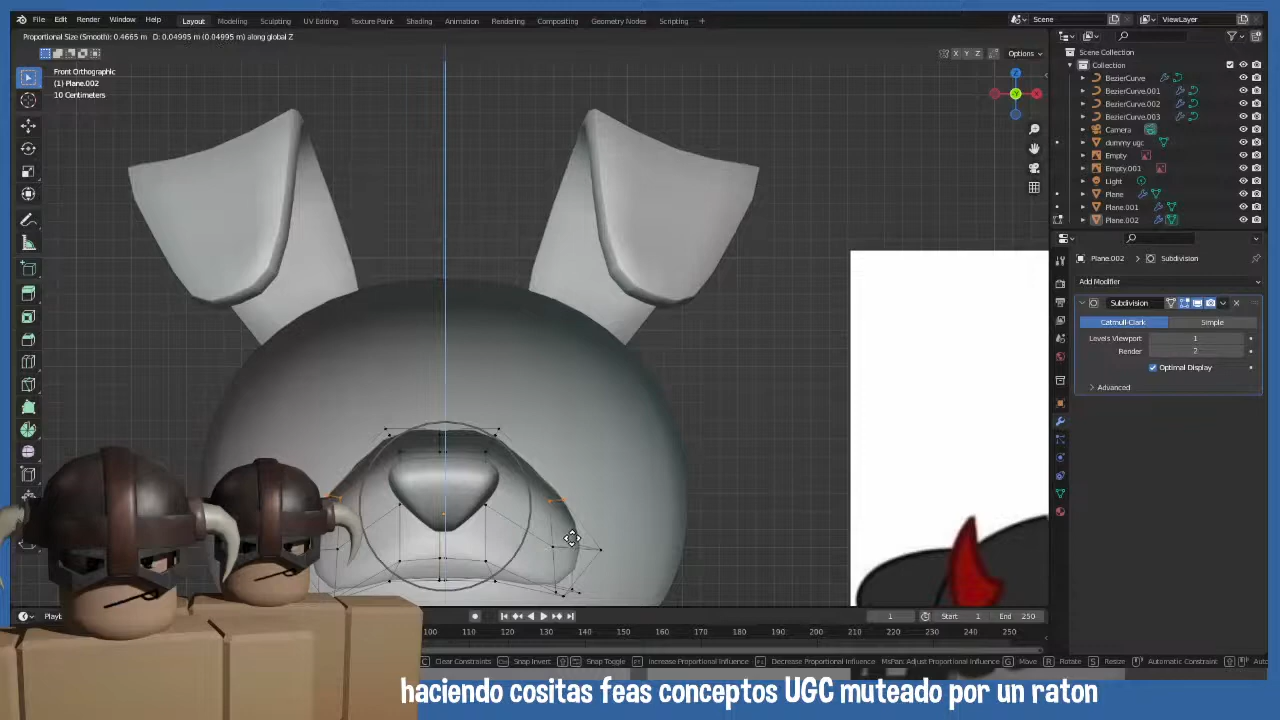 File Edit Render Window Help Layout Modeling Sculpting UV Editing Texture Paint Shading Animation Rendering Compositing Geometry Nodes Scripting + Scene ViewLayer
Proportional Size (Smooth): 0.4665 m D: 0.04995 m (0.04995 m) along global Z
X Y Z Options
Front Orthographic
(1) Plane.002
10 Centimeters
Scene Collection
Collection
BezierCurve
BezierCurve.001
BezierCurve.002
BezierCurve.003
Camera
dummy ugc
Empty
Empty.001
Light
Plane
Plane.001
Plane.002
Plane.002 > Subdivision
Add Modifier
Subdivision
Catmull-Clark Simple
Levels Viewport 1
Render 2
Optimal Display
Advanced
1 Start 1 End 250
100 110 120 130 140 150 160 170 180 190 200 210 220 230 240 250
C Clear Constraints Snap Invert Snap Toggle Increase Proportional Influence Decrease Proportional Influence MsPan: Adjust Proportional Influence G Move R Rotate S Resize Automatic Constraint
haciendo cositas feas conceptos UGC muteado por un raton